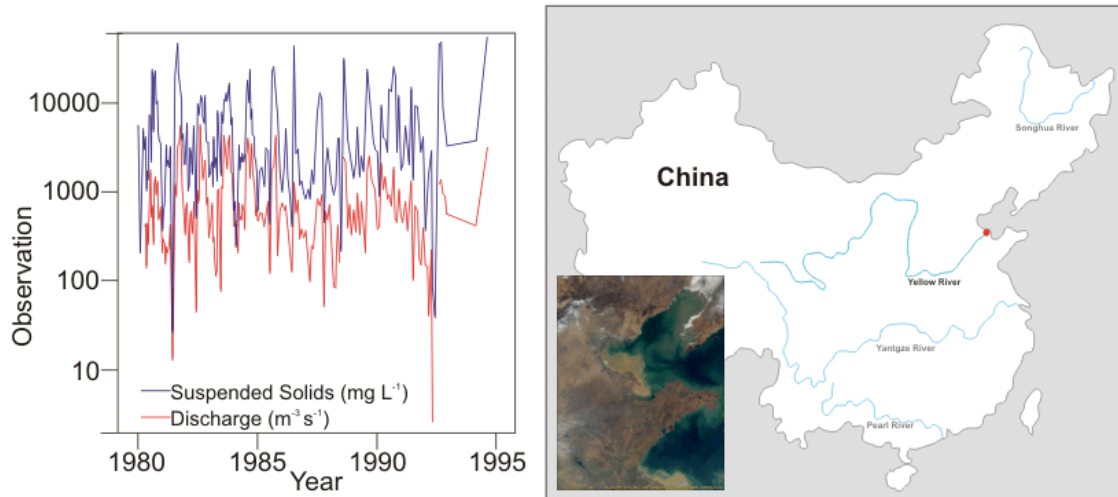 10000
1000
100
10
Observation
Suspended Solids (mg L⁻¹)
Discharge (m⁻³ s⁻¹)
1980 1985 1990 1995
Year
China
Songhua River
Yellow River
Yantgze River
Pearl River